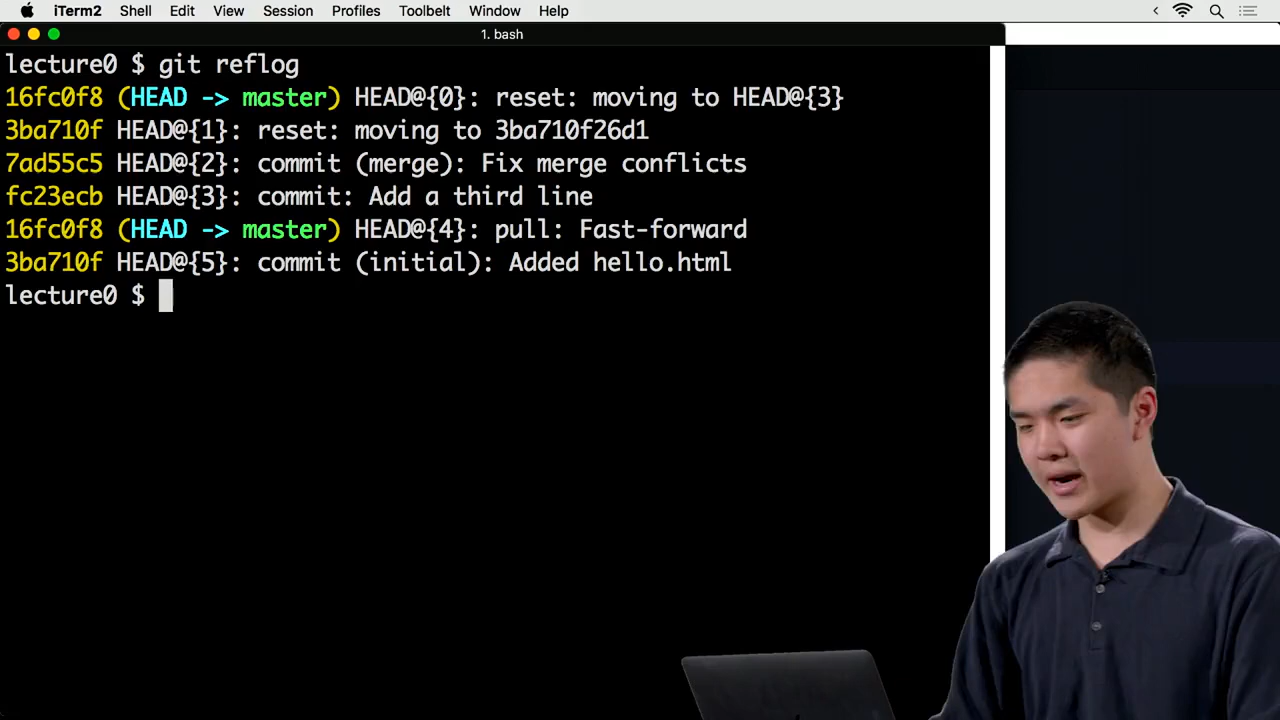 iTerm2 Shell Edit View Session Profiles Toolbelt Window Help
1. bash
lecture0 $ git reflog
16fc0f8 (HEAD -> master) HEAD@{0}: reset: moving to HEAD@{3}
3ba710f HEAD@{1}: reset: moving to 3ba710f26d1
7ad55c5 HEAD@{2}: commit (merge): Fix merge conflicts
fc23ecb HEAD@{3}: commit: Add a third line
16fc0f8 (HEAD -> master) HEAD@{4}: pull: Fast-forward
3ba710f HEAD@{5}: commit (initial): Added hello.html
lecture0 $